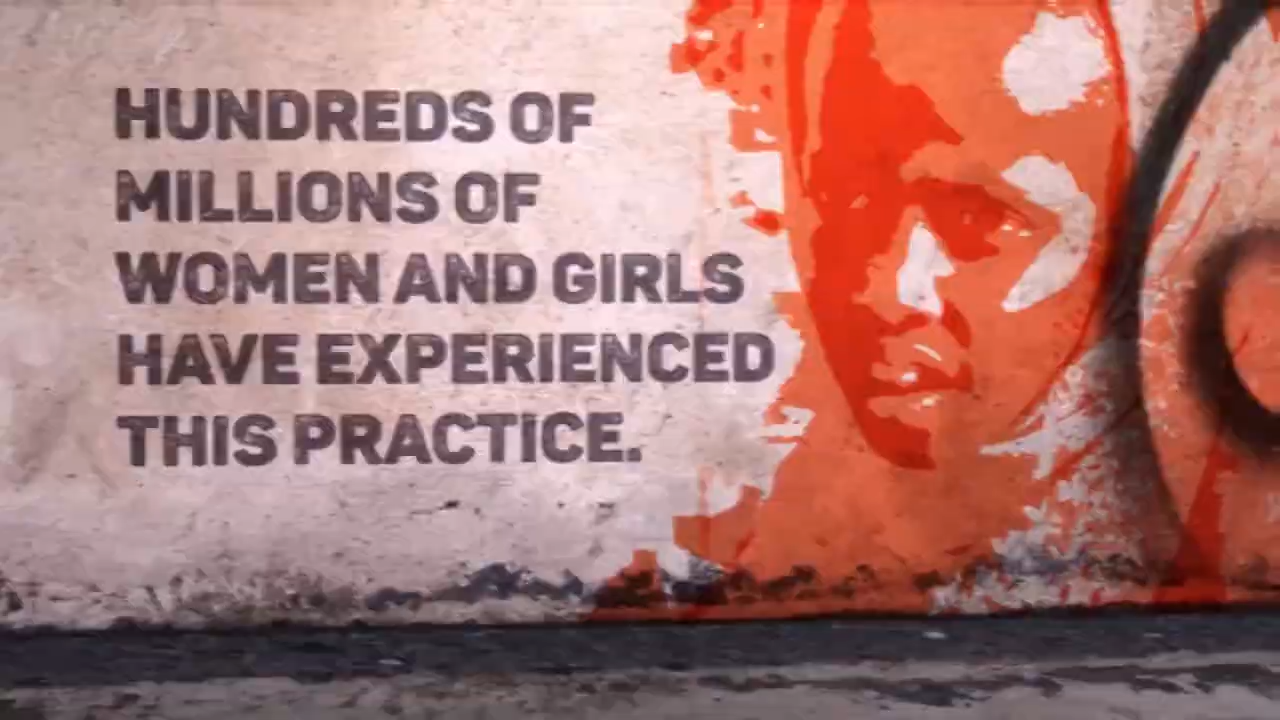 HUNDREDS OF
MILLIONS OF
WOMEN AND GIRLS
HAVE EXPERIENCED
THIS PRACTICE.